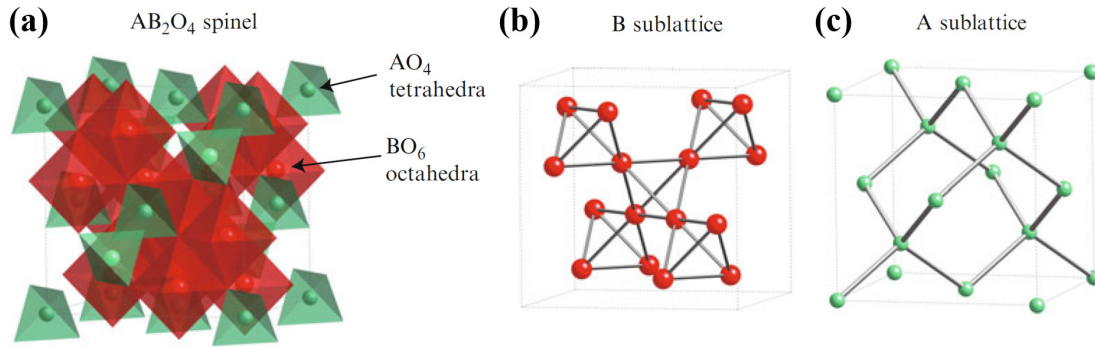 (a) AB₂O₄ spinel
AO₄
tetrahedra
BO₆
octahedra
(b) B sublattice
(c) A sublattice